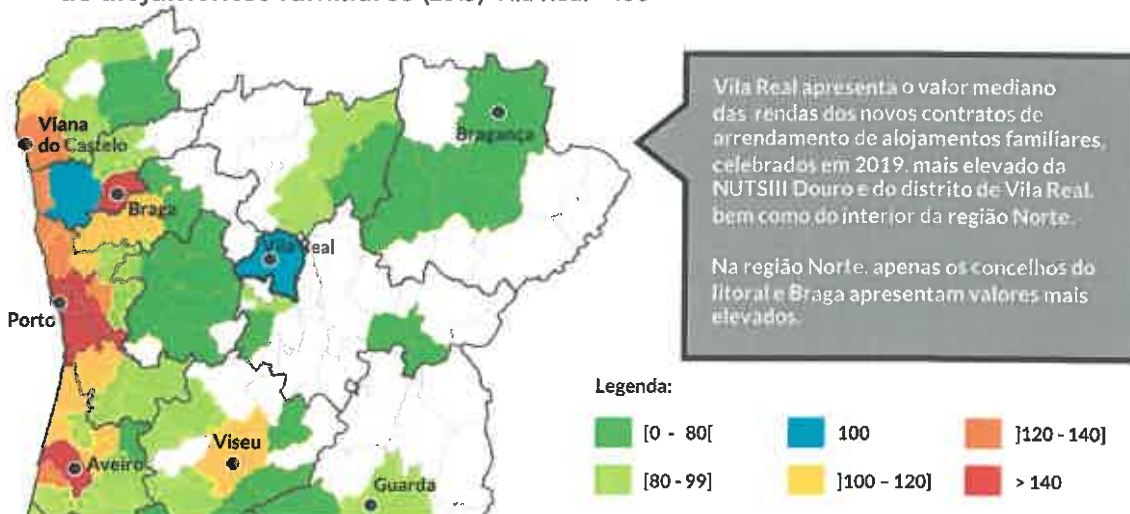 Viana
do Castelo
Braga
Bragança
Vila Real
Porto
Viseu
Aveiro
Guarda
Vila Real apresenta o valor mediano
das rendas dos novos contratos de
arrendamento de alojamentos familiares,
celebrados em 2019, mais elevado da
NUTSIII Douro e do distrito de Vila Real,
bem como do interior da região Norte.
Na região Norte, apenas os concelhos do
litoral e Braga apresentam valores mais
elevados.
Legenda:
[0 - 80[
100
]120 - 140]
[80 - 99]
]100 - 120]
> 140